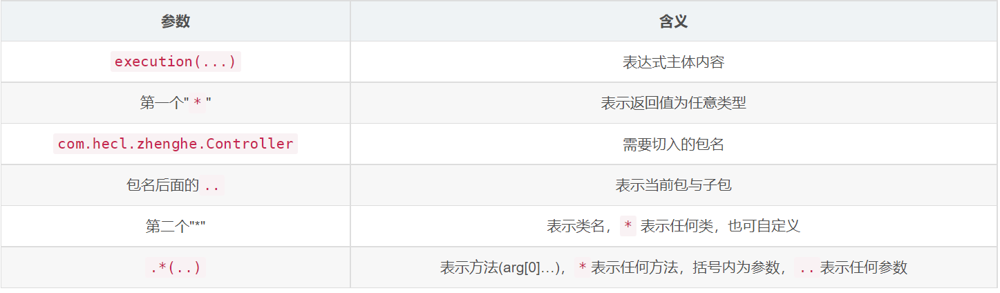 参数 含义
execution(...) 表达式主体内容
第一个"*" 表示返回值为任意类型
com.hecl.zhenghe.Controller 需要切入的包名
包名后面的.. 表示当前包与子包
第二个"*" 表示类名，* 表示任何类，也可自定义
.*(..) 表示方法(arg[0]…)，*表示任何方法，括号内为参数，..表示任何参数